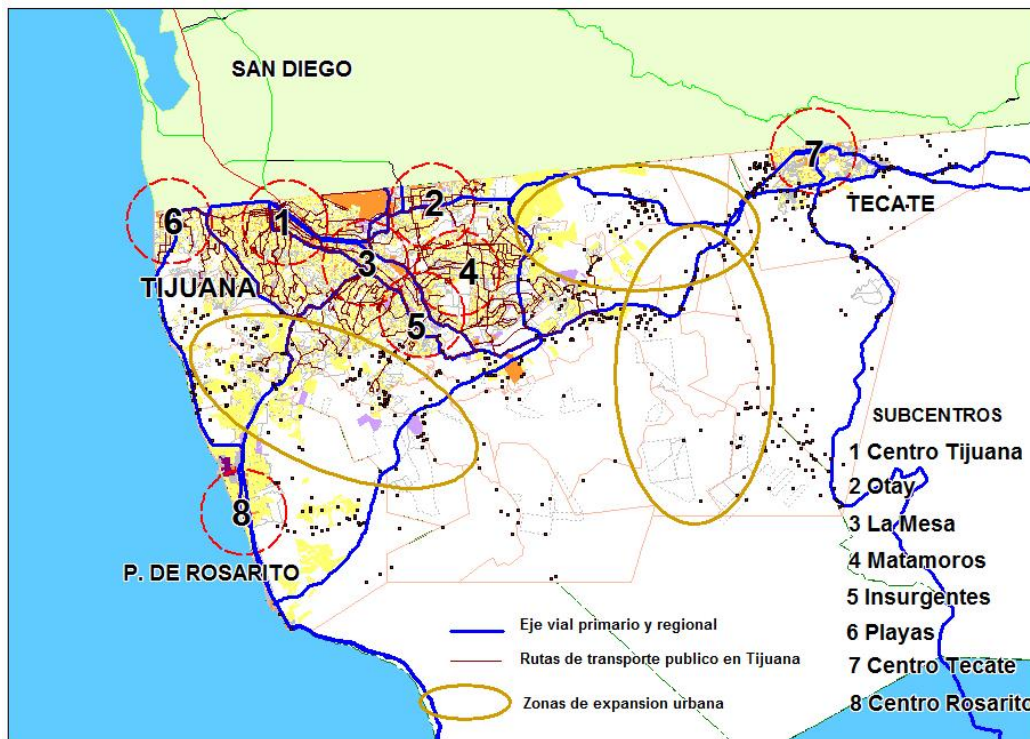 SAN DIEGO
7
TECATE
2
6
1
3
4
TIJUANA
5
SUBCENTROS
1 Centro Tijuana
2 Otay
3 La Mesa
4 Matamoros
5 Insurgentes
6 Playas
7 Centro Tecate
8 Centro Rosarito
8
P. DE ROSARITO
Eje vial primario y regional
Rutas de transporte publico en Tijuana
Zonas de expansion urbana